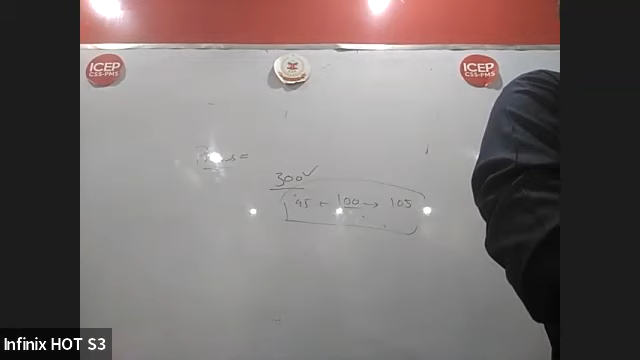 ICEP
CSS-PMS
ICEP
CSS-PMS
300 ✓
95 ← 100 → 105
Infinix HOT S3